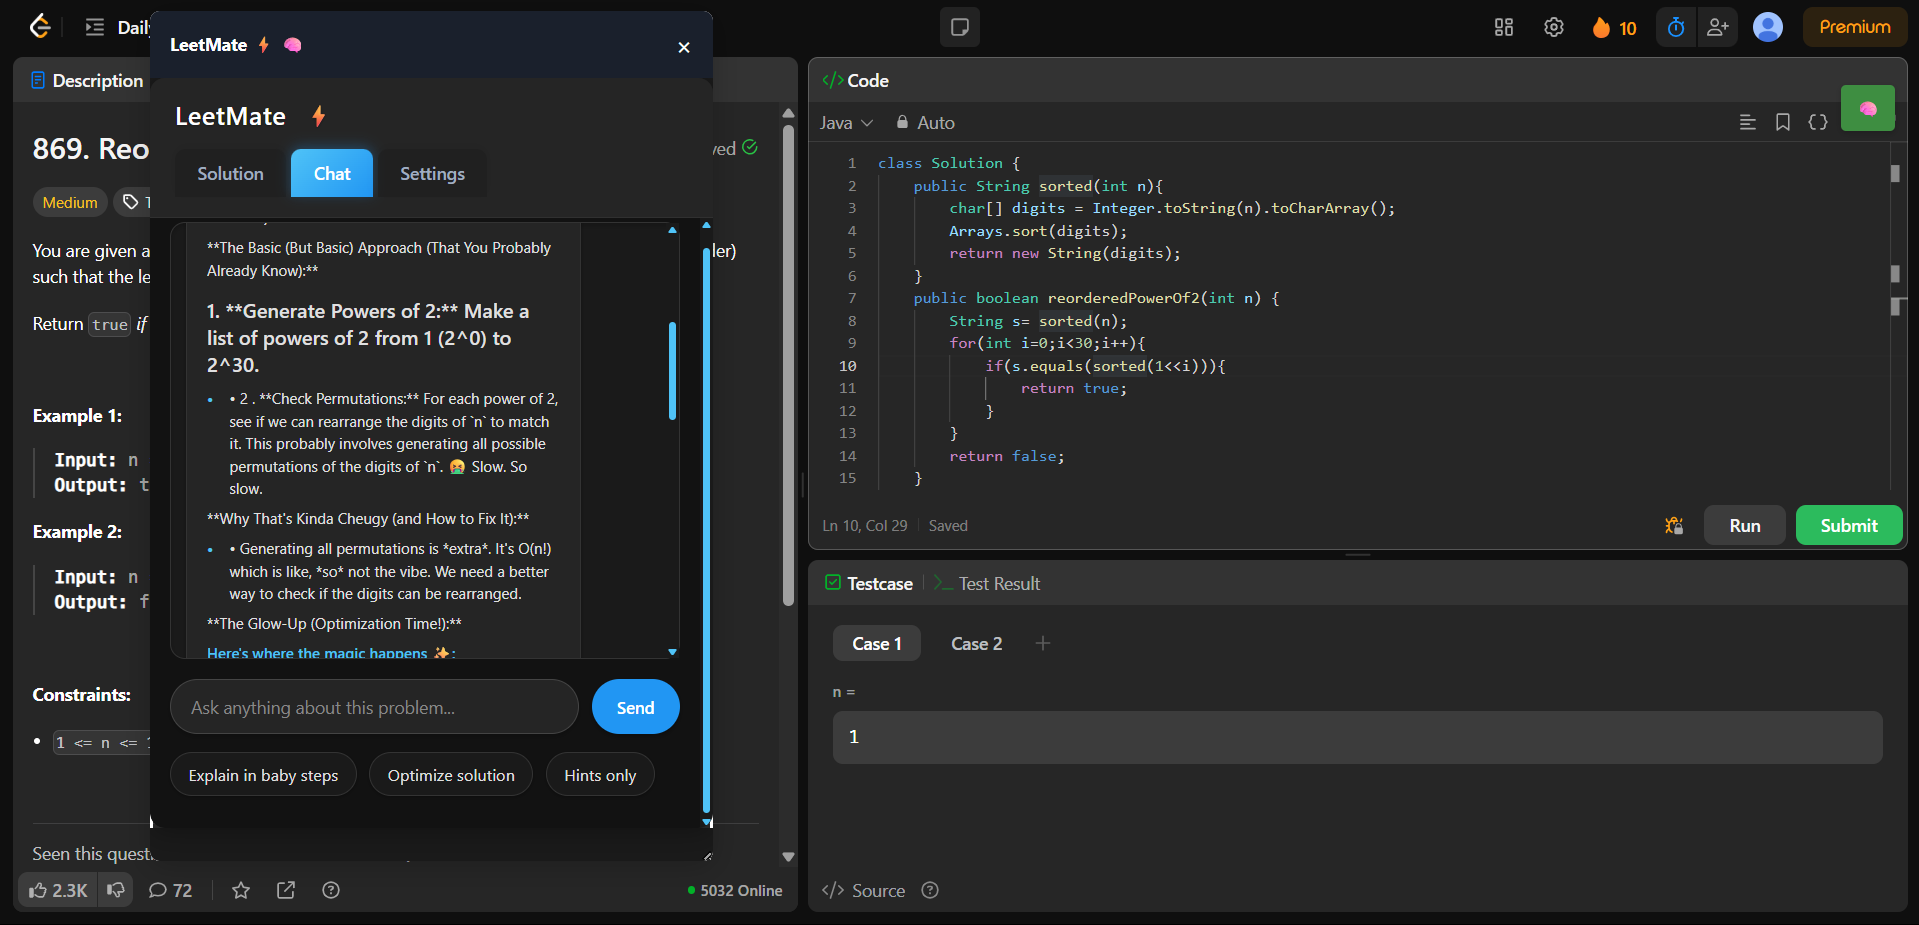 Daily
LeetMate ⚡ 🧠
×
10
Premium
Description
LeetMate ⚡
Solution
Chat
Settings
869. Reo
ved
Medium
You are given a
ler)
such that the le
Return true if
Example 1:
Input: n
Output: t
Example 2:
Input: n
Output: f
Constraints:
• 1 <= n <= 1
**The Basic (But Basic) Approach (That You Probably
Already Know):**
1. **Generate Powers of 2:** Make a
list of powers of 2 from 1 (2^0) to
2^30.
• • 2 . **Check Permutations:** For each power of 2,
see if we can rearrange the digits of `n` to match
it. This probably involves generating all possible
permutations of the digits of `n`. 🤮 Slow. So
slow.
**Why That's Kinda Cheugy (and How to Fix It):**
• • Generating all permutations is *extra*. It's O(n!)
which is like, *so* not the vibe. We need a better
way to check if the digits can be rearranged.
**The Glow-Up (Optimization Time!):**
Here's where the magic happens ✨:
Ask anything about this problem...
Send
Explain in baby steps
Optimize solution
Hints only
Seen this questi
2.3K
72
5032 Online
</> Code
Java
Auto
1 class Solution {
2 public String sorted(int n){
3 char[] digits = Integer.toString(n).toCharArray();
4 Arrays.sort(digits);
5 return new String(digits);
6 }
7 public boolean reorderedPowerOf2(int n) {
8 String s= sorted(n);
9 for(int i=0;i<30;i++){
10 if(s.equals(sorted(1<<i))){
11 return true;
12 }
13 }
14 return false;
15 }
Ln 10, Col 29
Saved
Run
Submit
Testcase
>_ Test Result
Case 1
Case 2
+
n =
1
</> Source